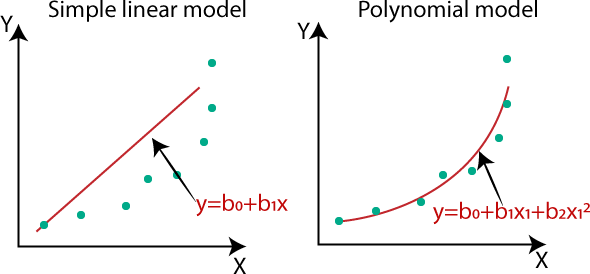 Simple linear model
Y
y=b₀+b₁x
X
Polynomial model
Y
y=b₀+b₁x₁+b₂x₁²
X